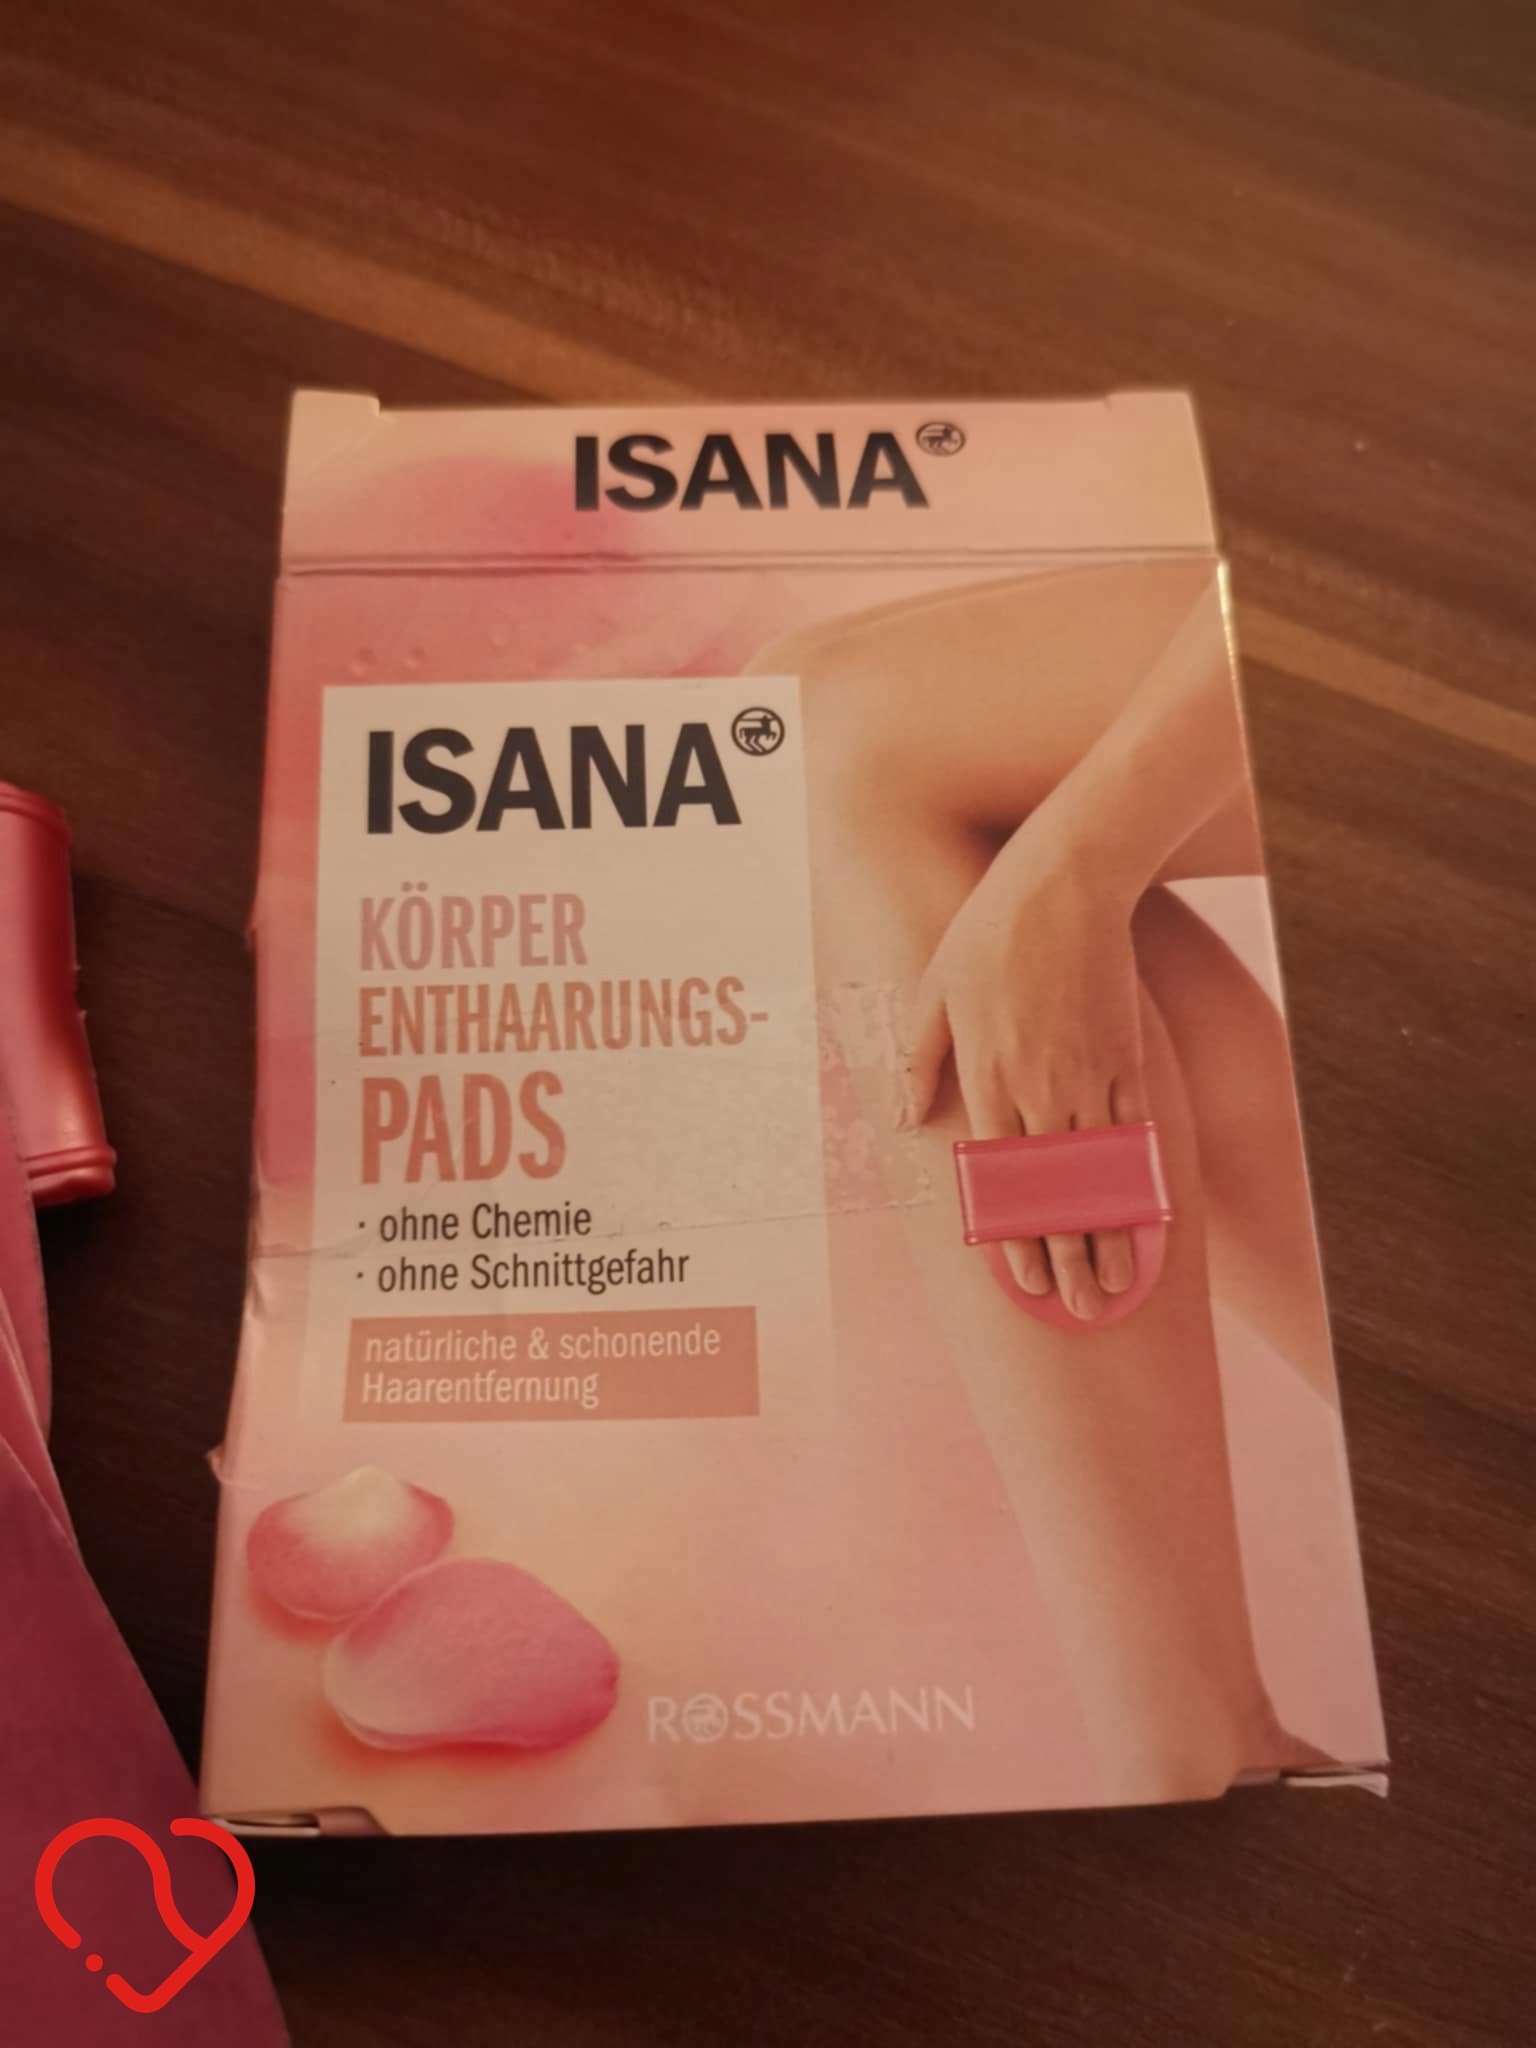 ISANA
ISANA
KÖRPER
ENTHAARUNGS-
PADS
· ohne Chemie
· ohne Schnittgefahr
natürliche & schonende
Haarentfernung
ROSSMANN